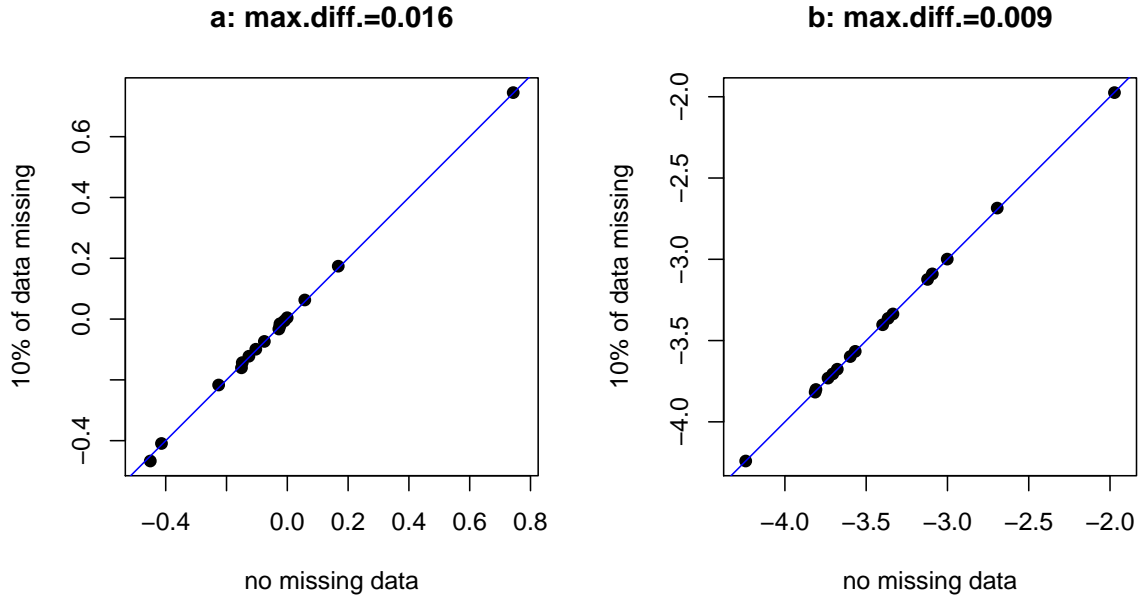 a: max.diff.=0.016
10% of data missing
−0.4 0.0 0.2 0.4 0.6
−0.4 0.0 0.2 0.4 0.6 0.8
no missing data
b: max.diff.=0.009
10% of data missing
−4.0 −3.5 −3.0 −2.5 −2.0
−4.0 −3.5 −3.0 −2.5 −2.0
no missing data